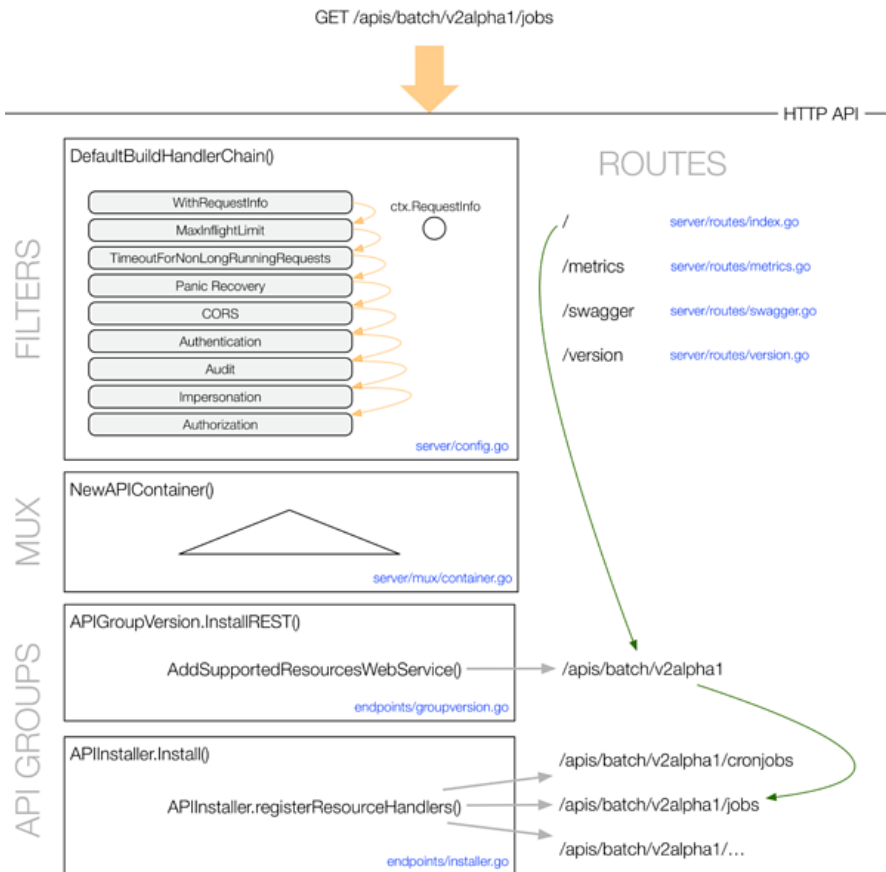 GET /apis/batch/v2alpha1/jobs
HTTP API
FILTERS
DefaultBuildHandlerChain()
WithRequestInfo
MaxInflightLimit
TimeoutForNonLongRunningRequests
Panic Recovery
CORS
Authentication
Audit
Impersonation
Authorization
ctx.RequestInfo
server/config.go
ROUTES
/ server/routes/index.go
/metrics server/routes/metrics.go
/swagger server/routes/swagger.go
/version server/routes/version.go
MUX
NewAPIContainer()
server/mux/container.go
API GROUPS
APIGroupVersion.InstallREST()
AddSupportedResourcesWebService()
/apis/batch/v2alpha1
endpoints/groupversion.go
APIInstaller.Install()
APIInstaller.registerResourceHandlers()
/apis/batch/v2alpha1/cronjobs
/apis/batch/v2alpha1/jobs
/apis/batch/v2alpha1/…
endpoints/installer.go